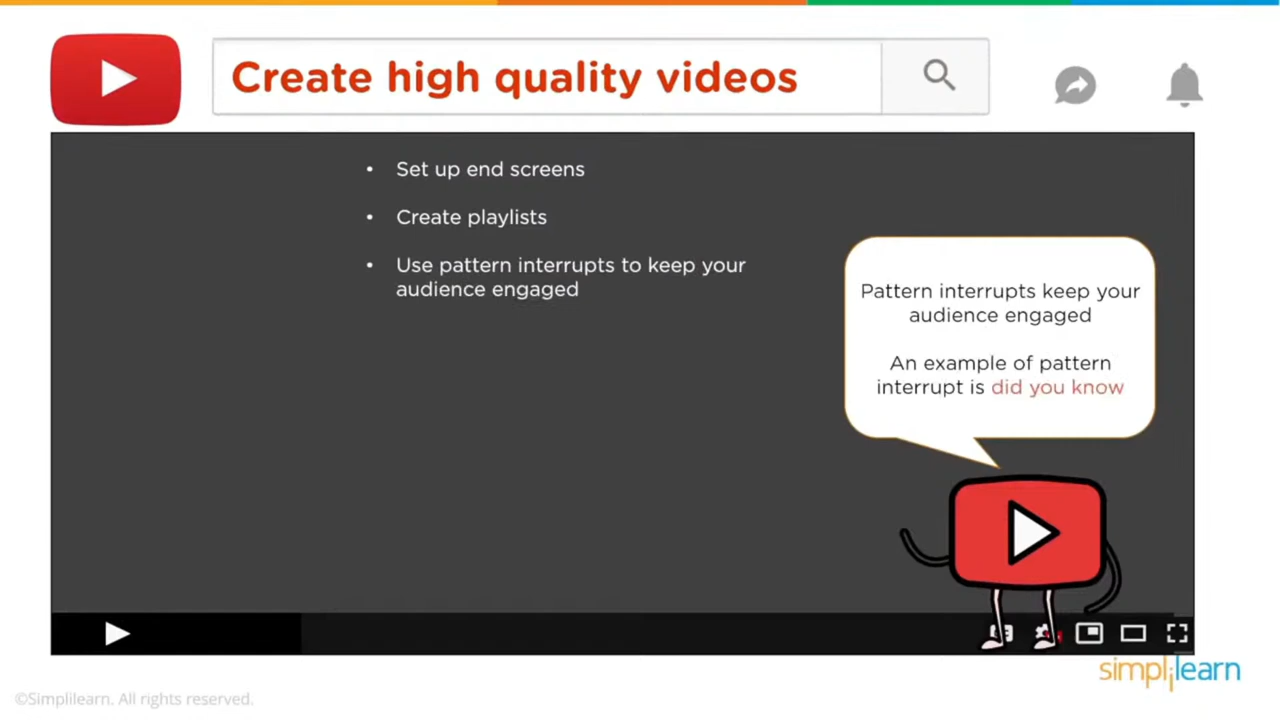 Create high quality videos
• Set up end screens
• Create playlists
• Use pattern interrupts to keep your
audience engaged
Pattern interrupts keep your
audience engaged
An example of pattern
interrupt is did you know
simplilearn
©Simplilearn. All rights reserved.